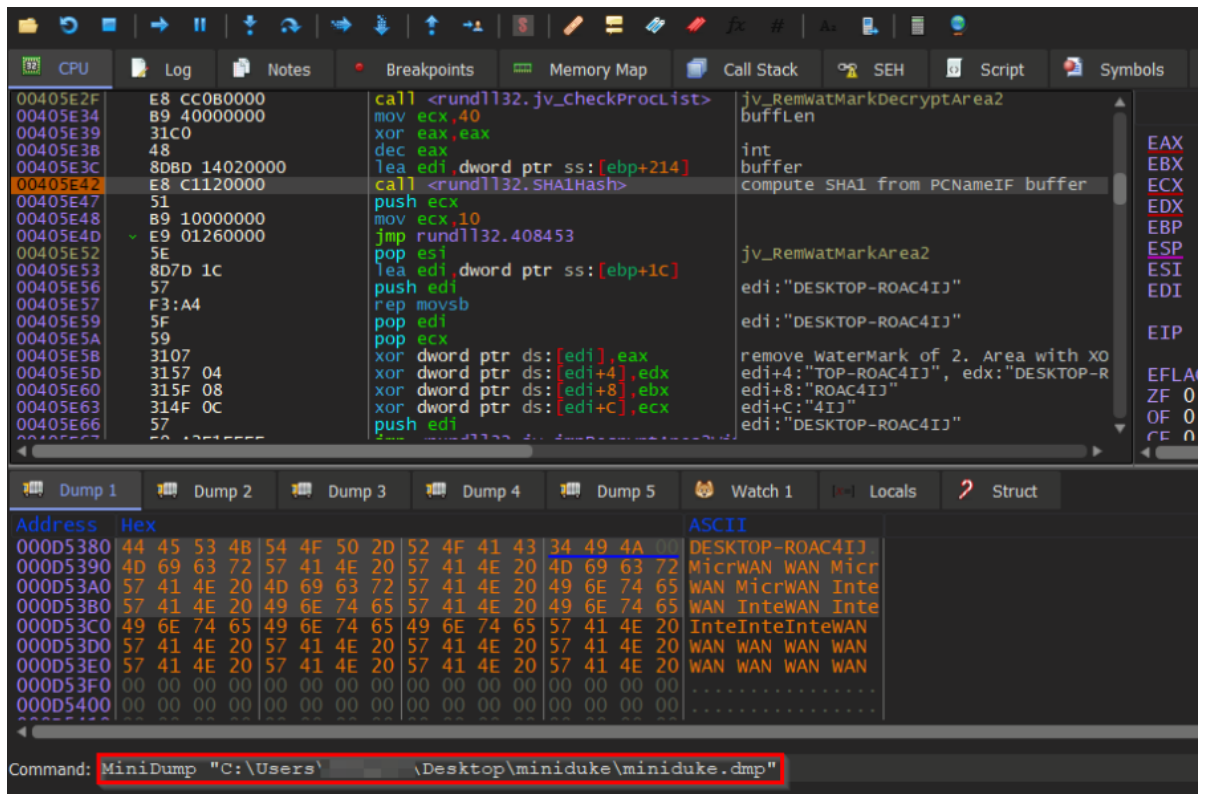 CPU Log Notes Breakpoints Memory Map Call Stack SEH Script Symbols
00405E2F E8 CC0B0000 call <rundll32.jv_CheckProcList> jv_RemWatMarkDecryptArea2
00405E34 B9 40000000 mov ecx,40 buffLen
00405E39 31C0 xor eax,eax
00405E3B 48 dec eax int
00405E3C 8DBD 14020000 lea edi,dword ptr ss:[ebp+214] buffer
00405E42 E8 C1120000 call <rundll32.SHA1Hash> compute SHA1 from PCNameIF buffer
00405E47 51 push ecx
00405E48 B9 10000000 mov ecx,10
00405E4D E9 01260000 jmp rundll32.408453
00405E52 5E pop esi jv_RemWatMarkArea2
00405E53 8D7D 1C lea edi,dword ptr ss:[ebp+1C]
00405E56 57 push edi edi:"DESKTOP-ROAC4IJ"
00405E57 F3:A4 rep movsb
00405E59 5F pop edi edi:"DESKTOP-ROAC4IJ"
00405E5A 59 pop ecx
00405E5B 3107 xor dword ptr ds:[edi],eax remove WaterMark of 2. Area with XO
00405E5D 3157 04 xor dword ptr ds:[edi+4],edx edi+4:"TOP-ROAC4IJ", edx:"DESKTOP-R
00405E60 315F 08 xor dword ptr ds:[edi+8],ebx edi+8:"ROAC4IJ"
00405E63 314F 0C xor dword ptr ds:[edi+C],ecx edi+C:"4IJ"
00405E66 57 push edi edi:"DESKTOP-ROAC4IJ"
EAX
EBX
ECX
EDX
EBP
ESP
ESI
EDI
EIP
EFLAG
ZF 0
OF 0
CF 0
Dump 1 Dump 2 Dump 3 Dump 4 Dump 5 Watch 1 Locals Struct
Address Hex ASCII
000D5380 44 45 53 4B 54 4F 50 2D 52 4F 41 43 34 49 4A 00 DESKTOP-ROAC4IJ.
000D5390 4D 69 63 72 57 41 4E 20 57 41 4E 20 4D 69 63 72 MicrWAN WAN Micr
000D53A0 57 41 4E 20 4D 69 63 72 57 41 4E 20 49 6E 74 65 WAN MicrWAN Inte
000D53B0 57 41 4E 20 49 6E 74 65 57 41 4E 20 49 6E 74 65 WAN InteWAN Inte
000D53C0 49 6E 74 65 49 6E 74 65 49 6E 74 65 57 41 4E 20 InteInteInteWAN
000D53D0 57 41 4E 20 57 41 4E 20 57 41 4E 20 57 41 4E 20 WAN WAN WAN WAN
000D53E0 57 41 4E 20 57 41 4E 20 57 41 4E 20 57 41 4E 20 WAN WAN WAN WAN
000D53F0 00 00 00 00 00 00 00 00 00 00 00 00 00 00 00 00 ................
000D5400 00 00 00 00 00 00 00 00 00 00 00 00 00 00 00 00 ................
Command: MiniDump "C:\Users\ \Desktop\miniduke\miniduke.dmp"